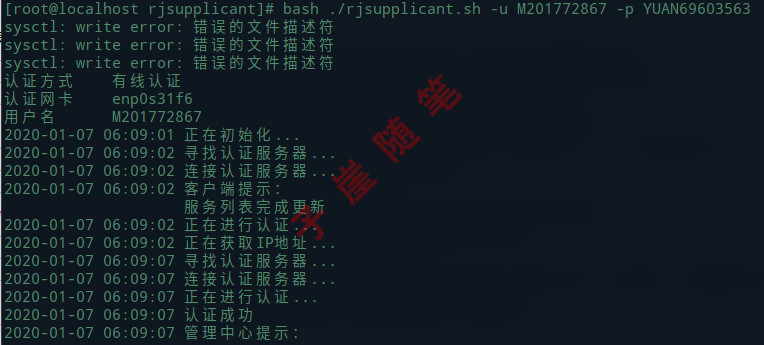 [root@localhost rjsupplicant]# bash ./rjsupplicant.sh -u M201772867 -p YUAN69603563
sysctl: write error: 错误的文件描述符
sysctl: write error: 错误的文件描述符
sysctl: write error: 错误的文件描述符
认证方式 有线认证
认证网卡 enp0s31f6
用户名 M201772867
2020-01-07 06:09:01 正在初始化...
2020-01-07 06:09:02 寻找认证服务器...
2020-01-07 06:09:02 连接认证服务器...
2020-01-07 06:09:02 客户端提示:
服务列表完成更新
2020-01-07 06:09:02 正在进行认证...
2020-01-07 06:09:02 正在获取IP地址...
2020-01-07 06:09:07 寻找认证服务器...
2020-01-07 06:09:07 连接认证服务器...
2020-01-07 06:09:07 正在进行认证...
2020-01-07 06:09:07 认证成功
2020-01-07 06:09:07 管理中心提示:
子崖随笔